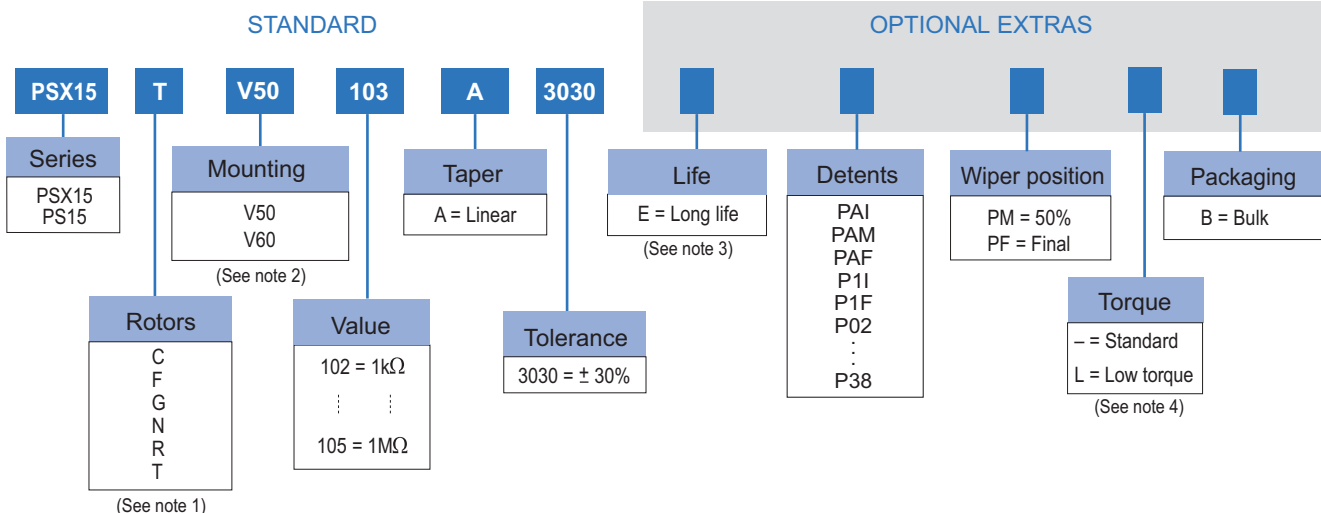 STANDARD
OPTIONAL EXTRAS
PSX15 T V50 103 A 3030
Series
PSX15
PS15
Mounting
V50
V60
(See note 2)
Taper
A = Linear
Life
E = Long life
(See note 3)
Detents
PAI
PAM
PAF
P1I
P1F
P02
:
:
P38
Wiper position
PM = 50%
PF = Final
Packaging
B = Bulk
Rotors
C
F
G
N
R
T
(See note 1)
Value
102 = 1kΩ
105 = 1MΩ
Tolerance
3030 = ± 30%
Torque
– = Standard
L = Low torque
(See note 4)